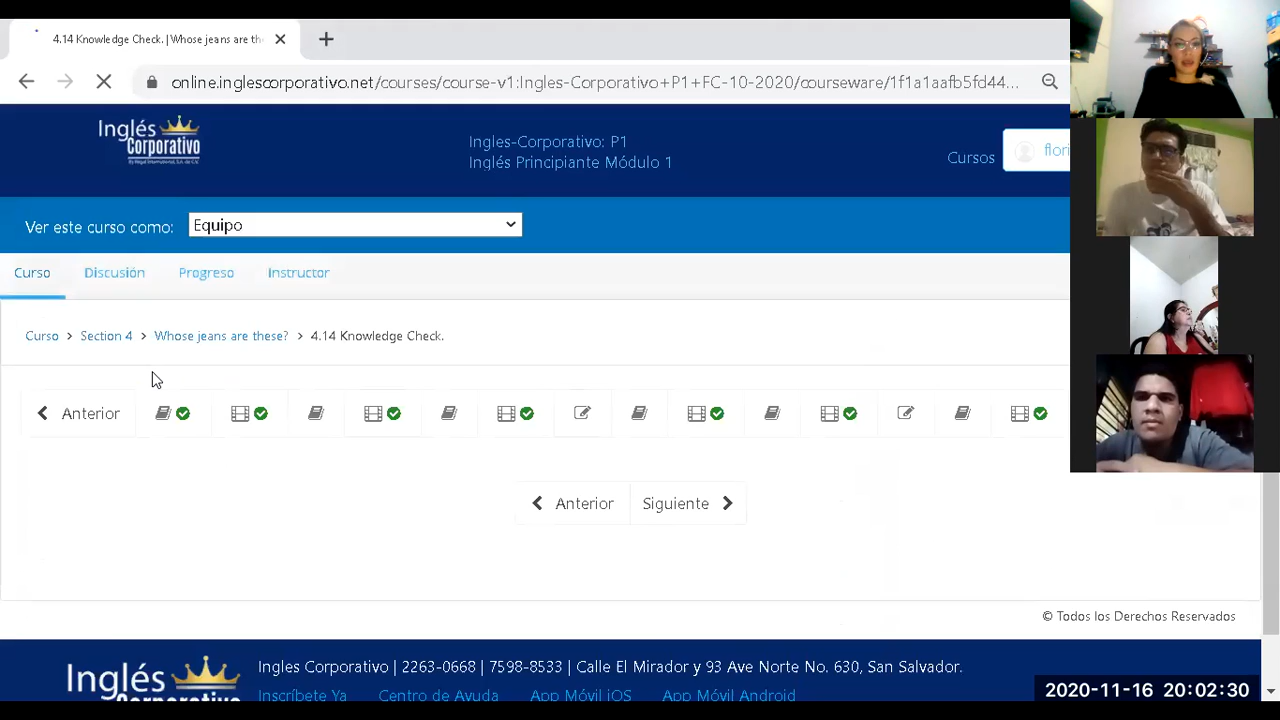 4.14 Knowledge Check. | Whose jeans are th
online.inglescorporativo.net/courses/course-v1:Ingles-Corporativo+P1+FC-10-2020/courseware/1f1a1aafb5fd44...
Inglés
Corporativo
Ingles-Corporativo: P1
Inglés Principiante Módulo 1
Cursos
flori
Ver este curso como:
Equipo
Curso
Discusión
Progreso
Instructor
Curso > Section 4 > Whose jeans are these? > 4.14 Knowledge Check.
Anterior
Anterior
Siguiente
© Todos los Derechos Reservados
Inglés
Corporativo
Ingles Corporativo | 2263-0668 | 7598-8533 | Calle El Mirador y 93 Ave Norte No. 630, San Salvador.
Inscríbete Ya
Centro de Ayuda
App Móvil iOS
App Móvil Android
2020-11-16 20:02:30